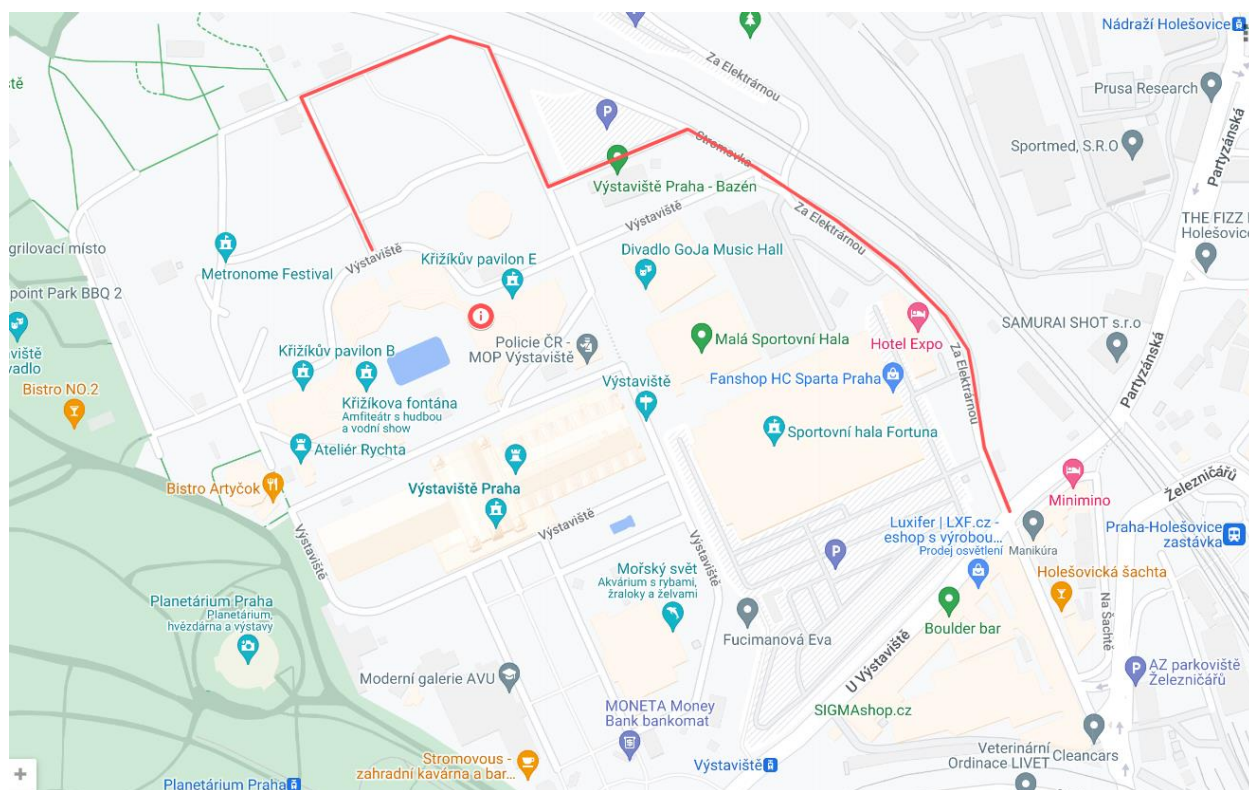 Nádraží Holešovice
tě
Za Elektrárnou
Prusa Research
Partyzánská
Stromovka
Sportmed, S.R.O
Výstaviště Praha - Bazén
Partyzánská
Výstaviště
Za Elektrárnou
THE FIZZ
Holešovice
grilovací místo
Výstaviště
Křižíkův pavilon E
Divadlo GoJa Music Hall
Metronome Festival
point Park BBQ 2
SAMURAI SHOT s.r.o
Malá Sportovní Hala
Hotel Expo
Za Elektrárnou
viště
vadlo
Policie ČR -
MOP Výstaviště
Křižíkův pavilon B
Fanshop HC Sparta Praha
Výstaviště
Bistro NO.2
Křižíkova fontána
Amfiteátr s hudbou
a vodní show
Sportovní hala Fortuna
Ateliér Rychta
Partyzánská
Bistro Artyčok
Výstaviště Praha
Minimino
Železničářů
Výstaviště
Výstaviště
Výstaviště
Luxifer | LXF.cz -
eshop s výrobou...
Prodej osvětlení
Manikúra
Praha-Holešovice
zastávka
P
Mořský svět
Akvárium s rybami,
žraloky a želvami
Holešovická šachta
Planetárium Praha
Planetárium,
hvězdárna a výstavy
Na Šachtě
Fucimanová Eva
Boulder bar
U Výstaviště
Moderní galerie AVU
AZ parkoviště
Železničářů
MONETA Money
Bank bankomat
SIGMAshop.cz
Stromovous -
zahradní kavárna a bar...
Veterinární
Ordinace LIVET
Cleancars
Výstaviště
Planetárium Praha